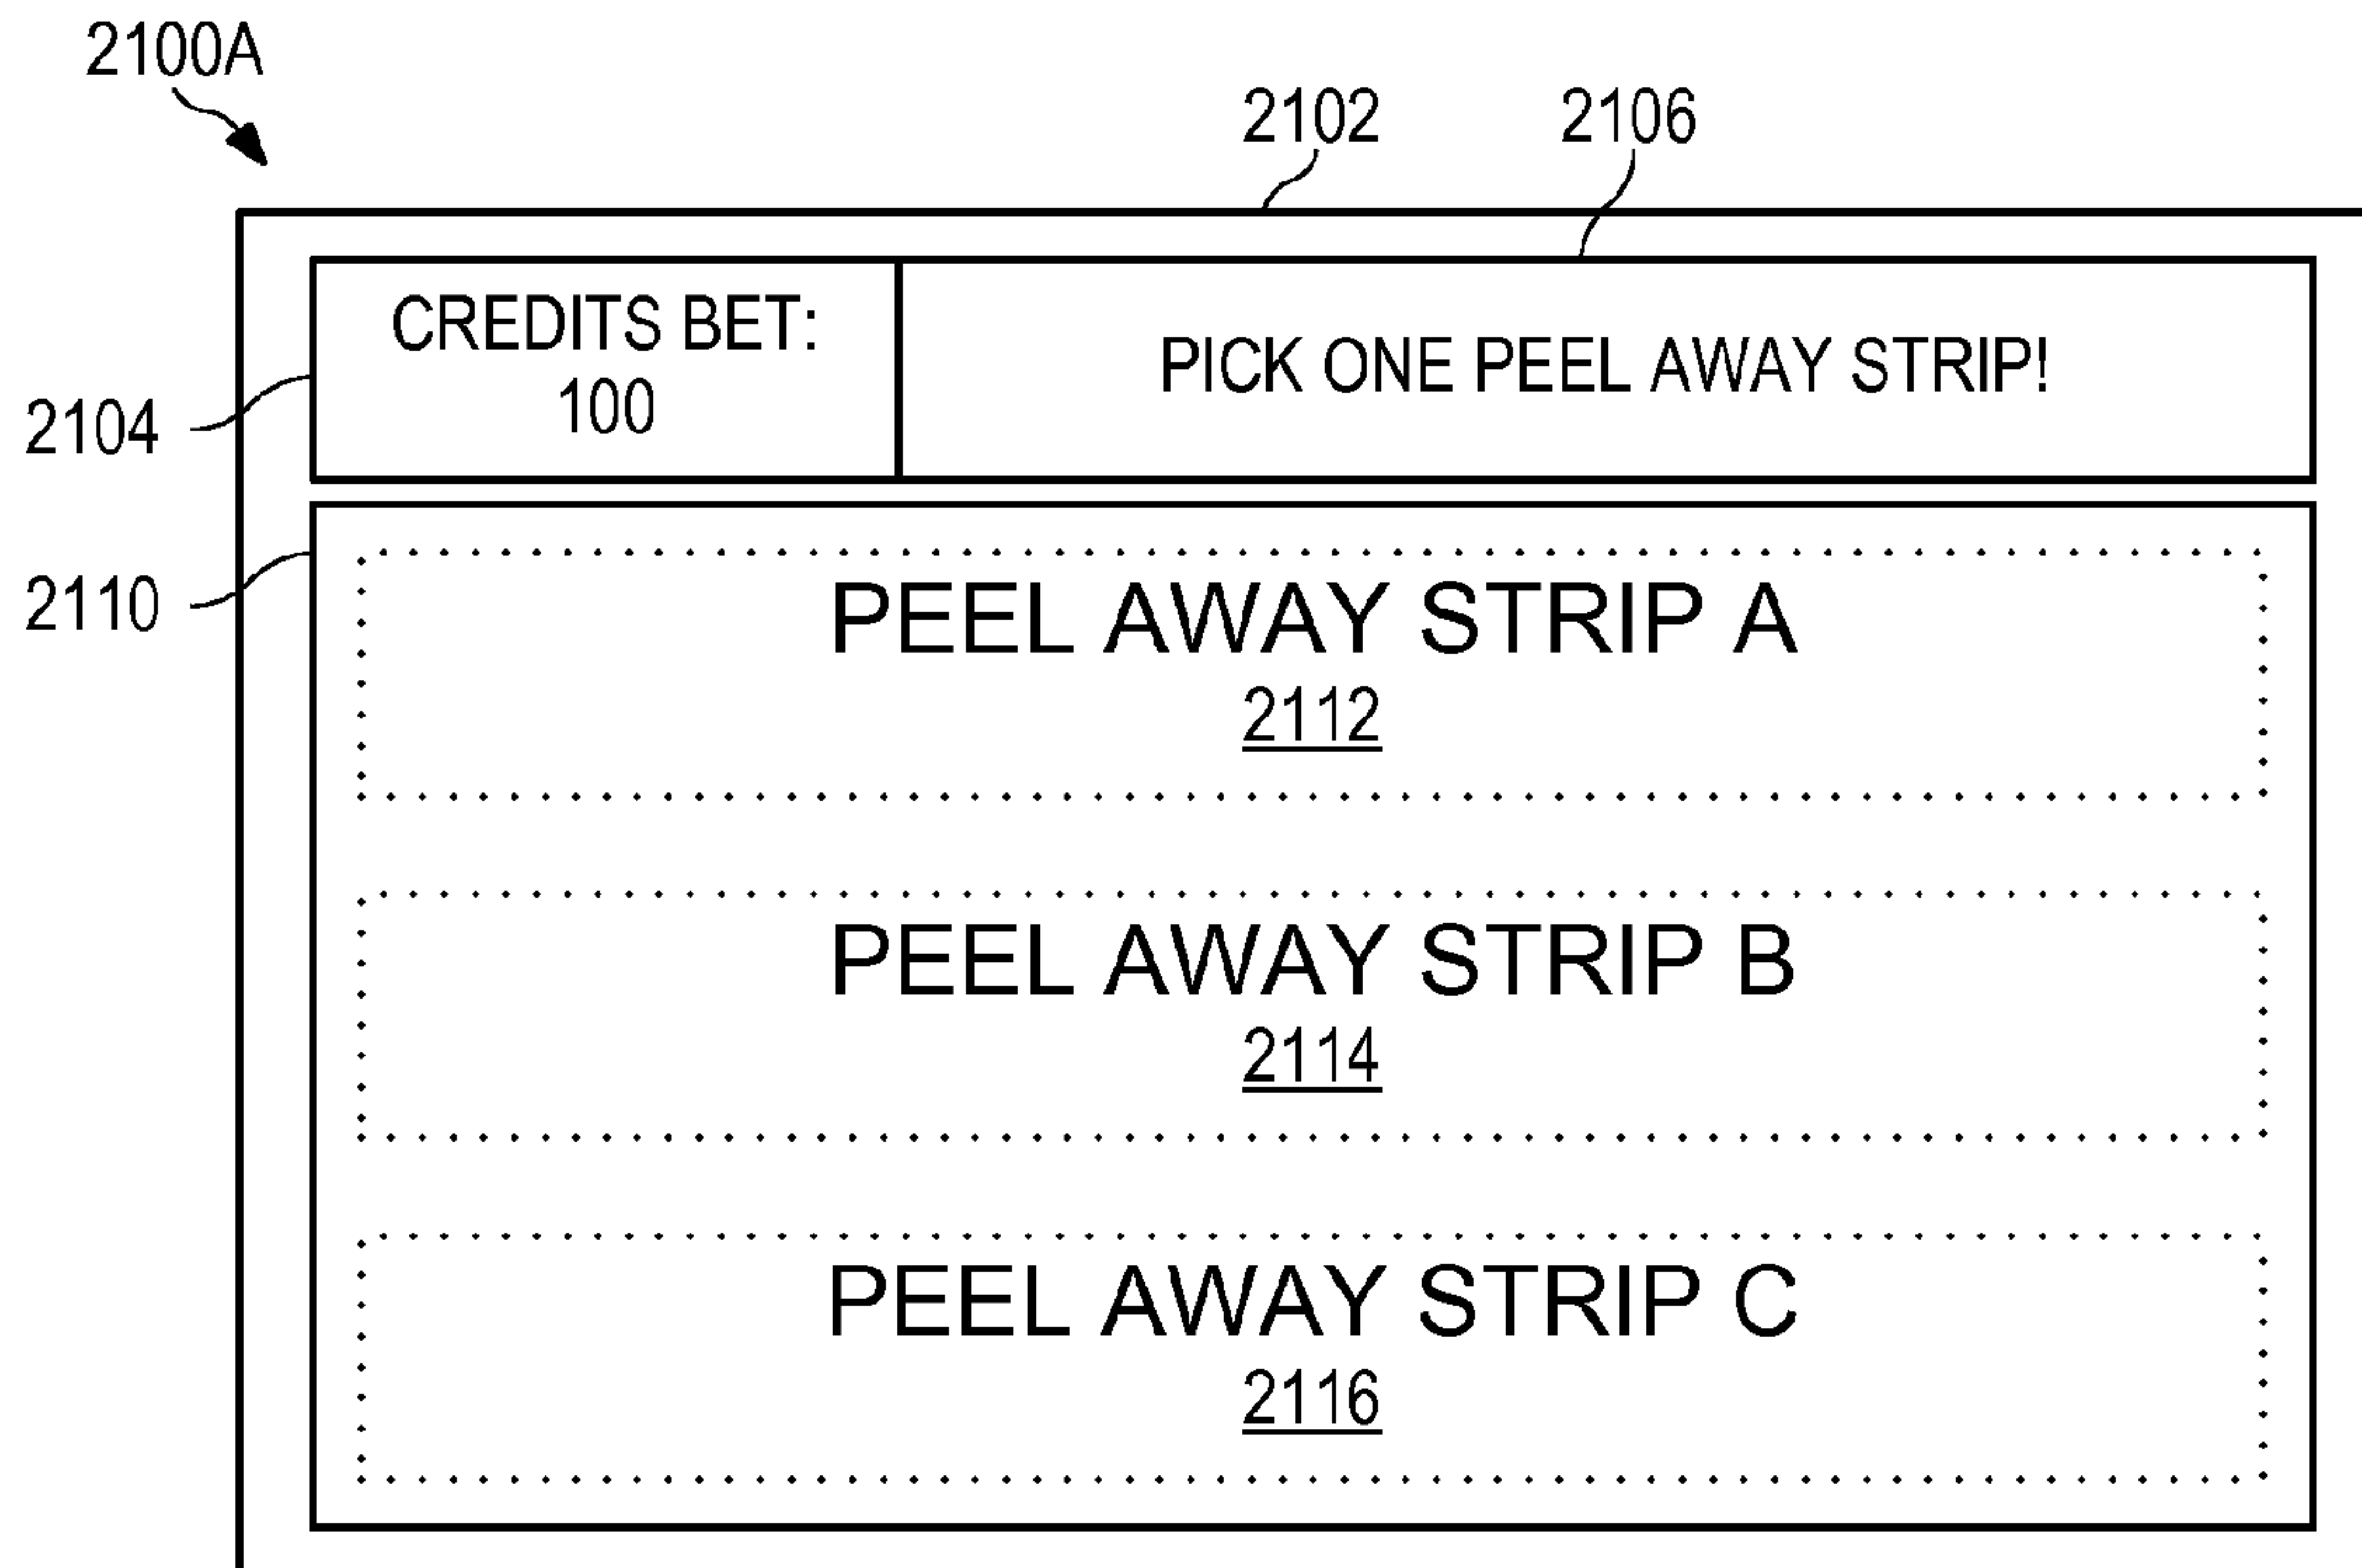 2100A
2102
2106
CREDITS BET:
100
PICK ONE PEEL AWAY STRIP!
2104
2110
PEEL AWAY STRIP A
2112
PEEL AWAY STRIP B
2114
PEEL AWAY STRIP C
2116